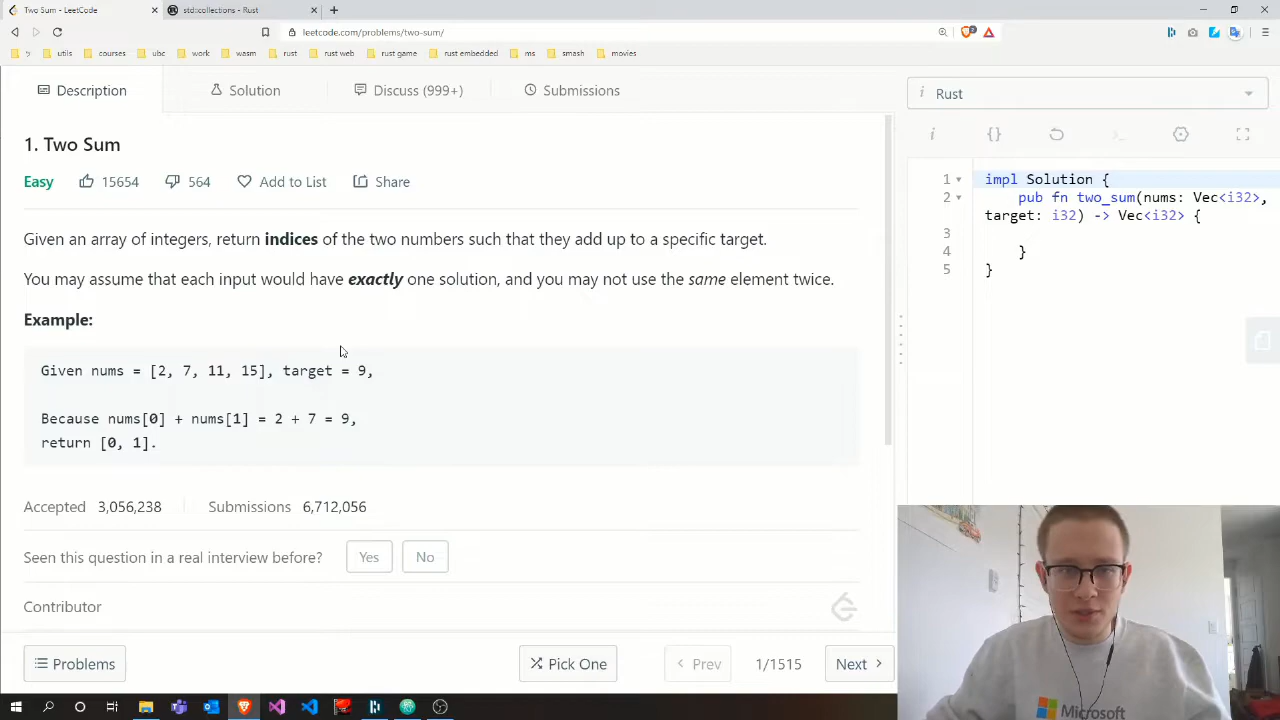 Two Sum - LeetCode
std::collections - Rust
leetcode.com/problems/two-sum/
utils courses ubc work wasm rust rust web rust game rust embedded ms smash movies
Description
Solution
Discuss (999+)
Submissions
i Rust
1. Two Sum
Easy 15654 564 Add to List Share
Given an array of integers, return indices of the two numbers such that they add up to a specific target.
You may assume that each input would have exactly one solution, and you may not use the same element twice.
Example:
Given nums = [2, 7, 11, 15], target = 9,
Because nums[0] + nums[1] = 2 + 7 = 9,
return [0, 1].
Accepted 3,056,238 Submissions 6,712,056
Seen this question in a real interview before? Yes No
Contributor
Problems
Pick One
Prev
1/1515
Next
i {}
1 impl Solution {
2 pub fn two_sum(nums: Vec<i32>,
target: i32) -> Vec<i32> {
3
4 }
5 }
Microsoft